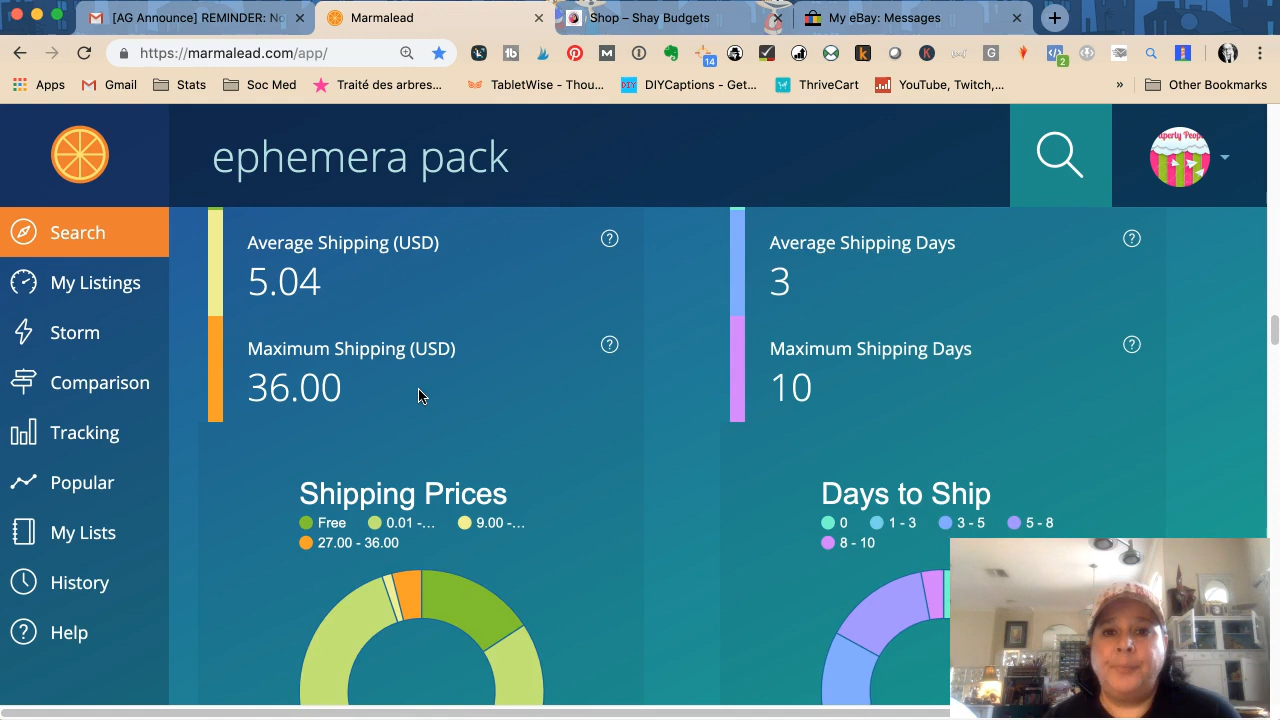 [AG Announce] REMINDER: No
Marmalead
Shop – Shay Budgets
My eBay: Messages
https://marmalead.com/app/
14
2
Apps
Gmail
Stats
Soc Med
Traité des arbres...
TabletWise - Thou...
DIYCaptions - Get...
ThriveCart
YouTube, Twitch,...
»
Other Bookmarks
ephemera pack
Search
My Listings
Storm
Comparison
Tracking
Popular
My Lists
History
Help
Average Shipping (USD)
5.04
Maximum Shipping (USD)
36.00
Average Shipping Days
3
Maximum Shipping Days
10
Shipping Prices
Free
0.01 -...
9.00 -...
27.00 - 36.00
Days to Ship
0
1 - 3
3 - 5
5 - 8
8 - 10